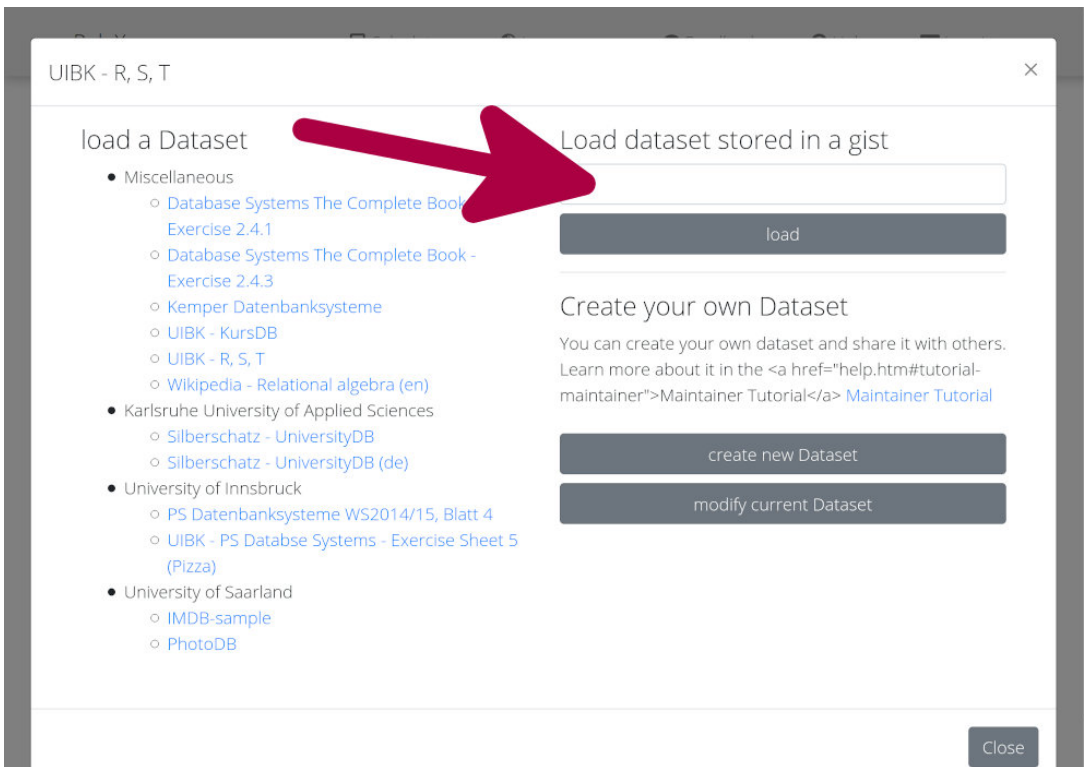 UIBK - R, S, T
×
load a Dataset
Miscellaneous
Database Systems The Complete Book
Exercise 2.4.1
Database Systems The Complete Book -
Exercise 2.4.3
Kemper Datenbanksysteme
UIBK - KursDB
UIBK - R, S, T
Wikipedia - Relational algebra (en)
Karlsruhe University of Applied Sciences
Silberschatz - UniversityDB
Silberschatz - UniversityDB (de)
University of Innsbruck
PS Datenbanksysteme WS2014/15, Blatt 4
UIBK - PS Databse Systems - Exercise Sheet 5
(Pizza)
University of Saarland
IMDB-sample
PhotoDB
Load dataset stored in a gist
load
Create your own Dataset
You can create your own dataset and share it with others.
Learn more about it in the <a href="help.htm#tutorial-
maintainer">Maintainer Tutorial</a> Maintainer Tutorial
create new Dataset
modify current Dataset
Close